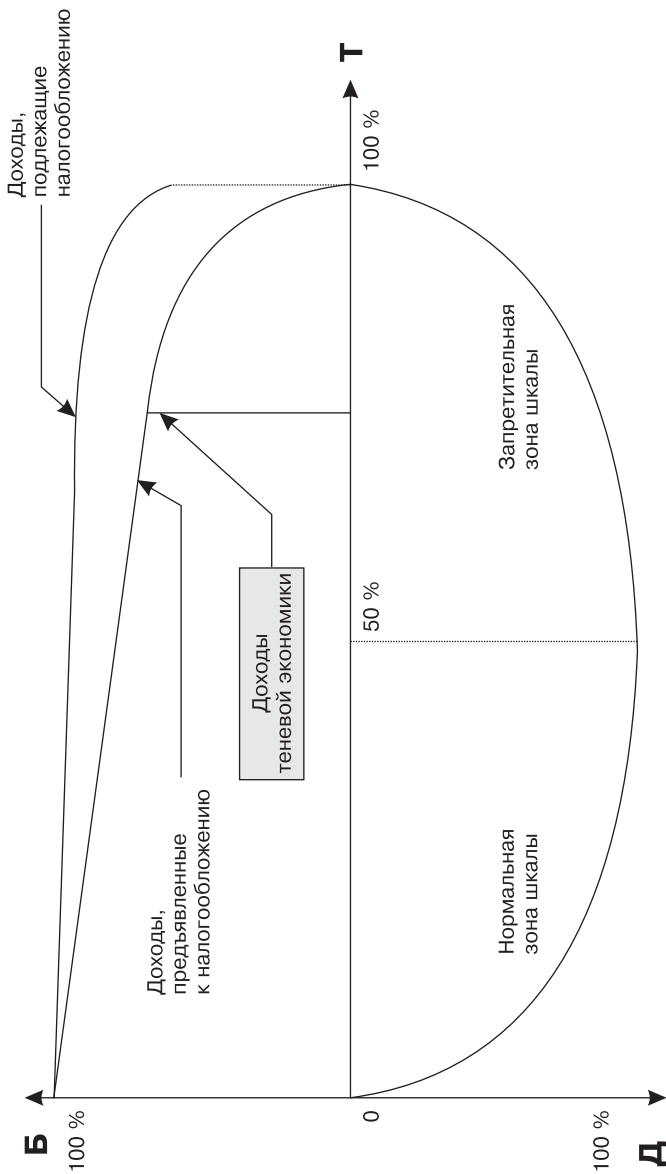 Б
100 %
Доходы,
подлежащие
налогообложению
Доходы,
предъявленные
к налогообложению
Доходы
теневой экономики
0
50 %
100 %
Т
Нормальная
зона шкалы
Запретительная
зона шкалы
100 %
Д